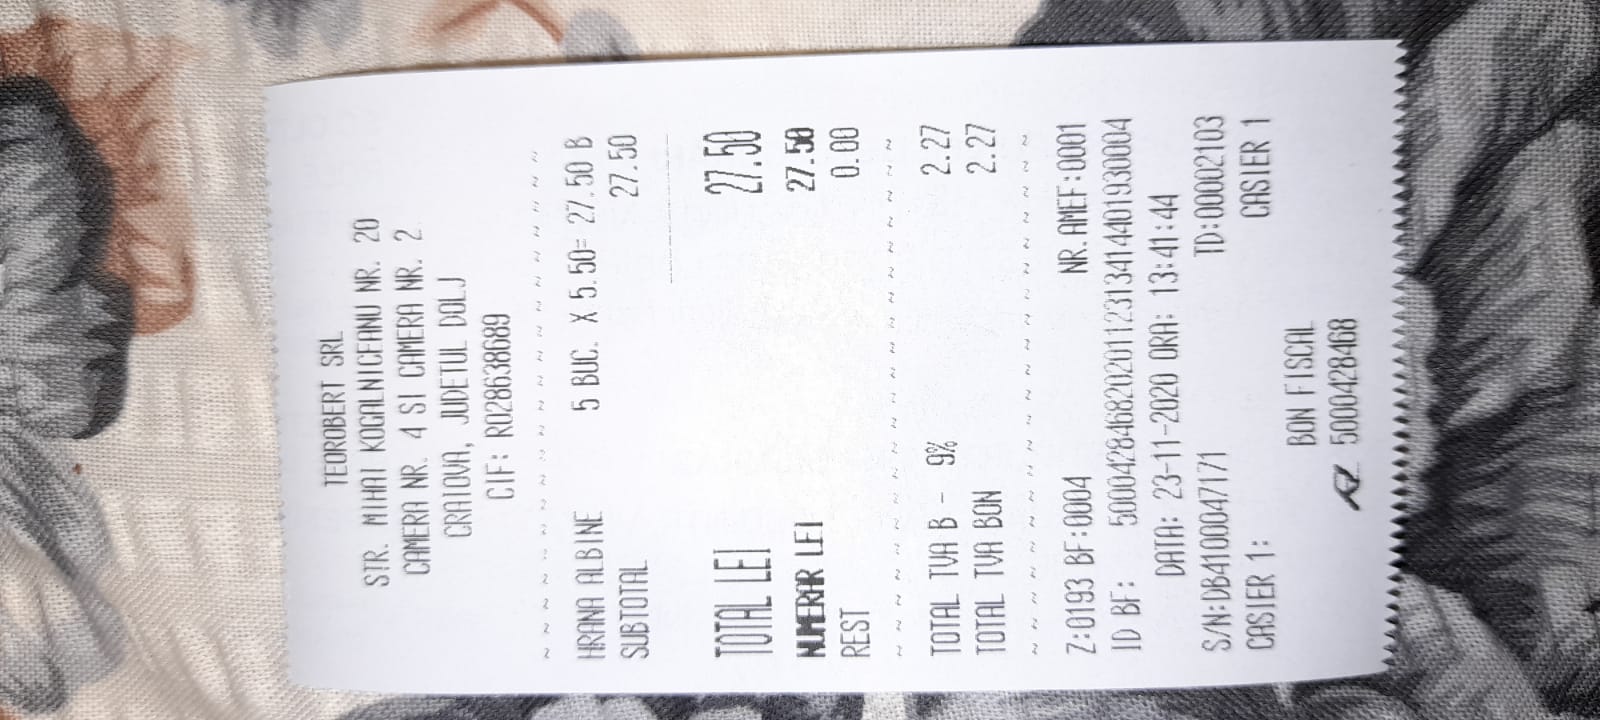 TEOROBERT SRL
STR. MIHAI KOGALNICEANU NR. 20
CAMERA NR. 4 SI CAMERA NR. 2
CRAIOVA, JUDETUL DOLJ
CIF: RO28638689
~ ~ ~ ~ ~ ~ ~ ~ ~ ~ ~ ~ ~ ~ ~ ~ ~
HRANA ALBINE 5 BUC. X 5.50= 27.50 B
SUBTOTAL 27.50
TOTAL LEI 27.50
NUMERAR LEI 27.50
REST 0.00
~ ~ ~ ~ ~ ~ ~ ~ ~ ~ ~ ~ ~ ~ ~ ~ ~
TOTAL TVA B - 9% 2.27
TOTAL TVA BON 2.27
~ ~ ~ ~ ~ ~ ~ ~ ~ ~ ~ ~ ~ ~ ~ ~ ~
Z:0193 BF:0004 NR.AMEF:0001
ID BF: 50004284682020112313414401930004
DATA: 23-11-2020 ORA: 13:41:44
S/N:DB4100047171 TD:00002103
CASIER 1: CASIER 1
BON FISCAL
5000428468